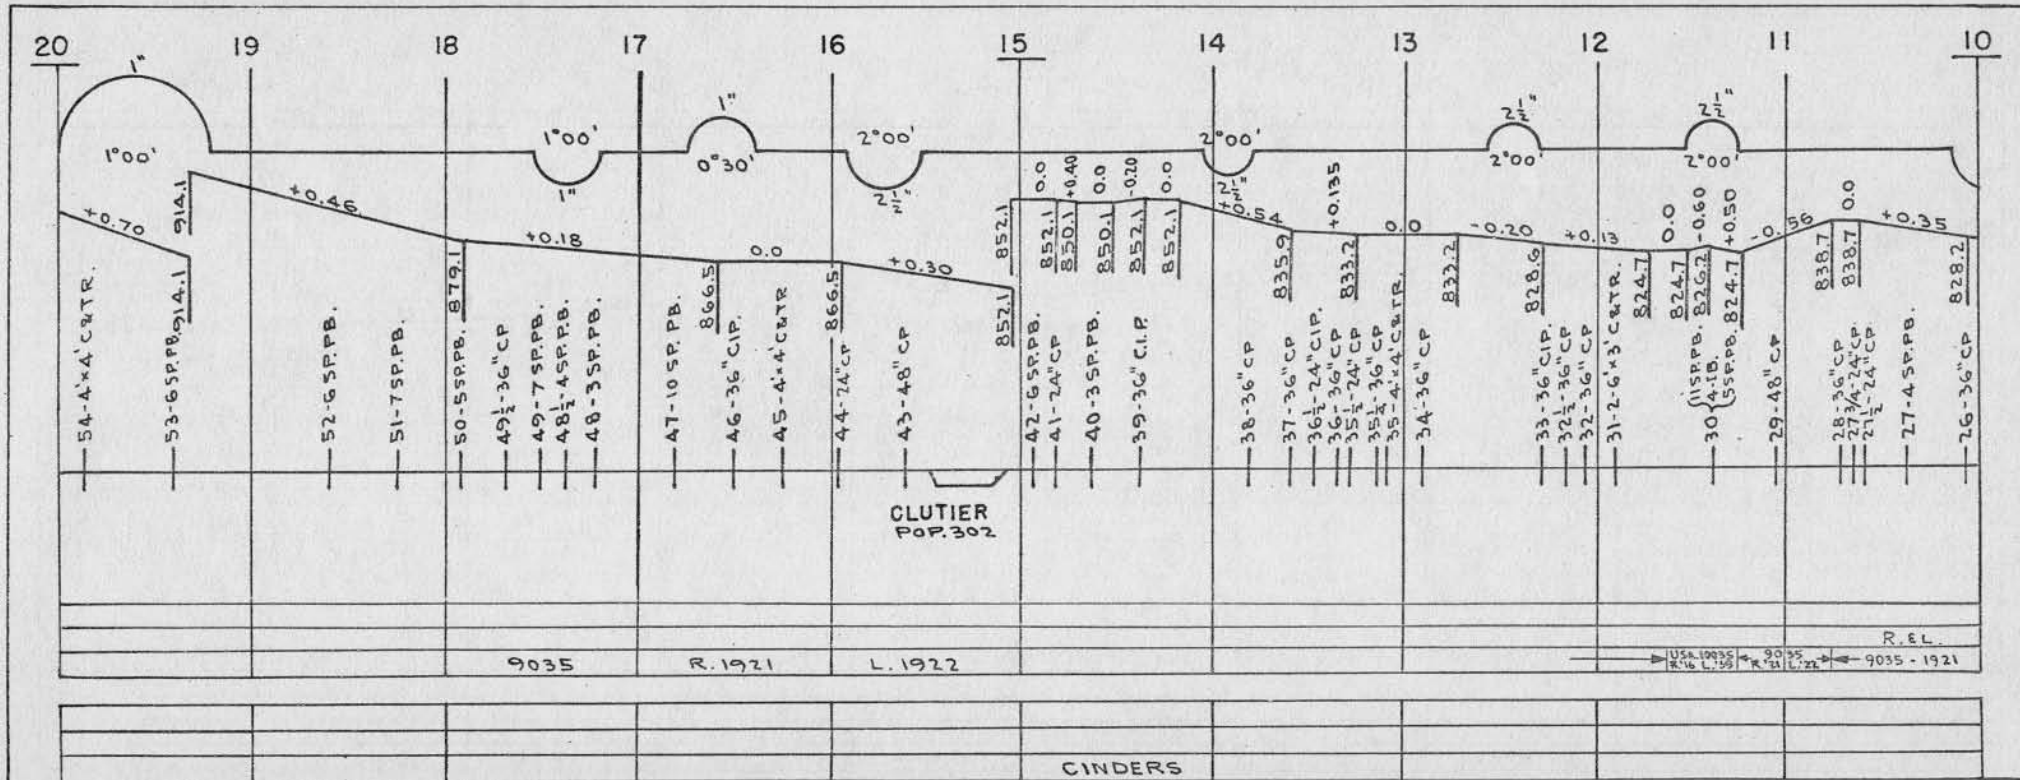 20 19 18 17 16 15 14 13 12 11 10
1" 1°00'
1°00' 1"
1" 0°30'
2°00' 2½"
2°00' 2½"
2½" 2°00'
2½" 2°00'
+0.70 914.1 914.1 +0.46 879.1 +0.18 866.5 0.0 866.5 +0.30 852.1
852.1 0.0 852.1 +0.40 850.1 0.0 850.1 -0.20 852.1 0.0 852.1 +0.54 835.9 +0.135 833.2 0.0 833.2 -0.20 828.6 +0.13 824.7 0.0 824.7 -0.60 826.2 +0.50 824.7 -0.56 838.7 0.0 838.7 +0.35 828.2
54-4'×4' C&TR.
53-6 SP.PB.
52-6 SP. PB.
51-7 SP.PB.
50-5 SP.PB.
49½-36" CP.
49-7 SP.PB.
48½-4 SP.PB.
48-3 SP.PB.
47-10 SP. P.B.
46-36" CIP.
45-4'×4' C&TR
44-24" CP
43-48" CP
42-6 SP.PB.
41-24" CP
40-3 SP.PB.
39-36" C.I.P.
38-36" CP
37-36" CP
36½-24" CIP.
36-36" CP
35½-24" CP
35¼-36" CP
35-4'×4' C&TR.
34-36" CP
33-36" CIP.
32½-36" CP
32-36" CP
31-2-6'×3' C&TR.
30 (11 SP.PB.
4-IB.
(5 SP.PB.
29-48" CP
28-36" CP
27¾-24" CP
27½-24" CP
27-4 SP.PB.
26-36" CP
CLUTIER
POP. 302
R. & L.
9035 R. 1921 L. 1922
9035 R.'21 L.'22
9035 - 1921
CINDERS